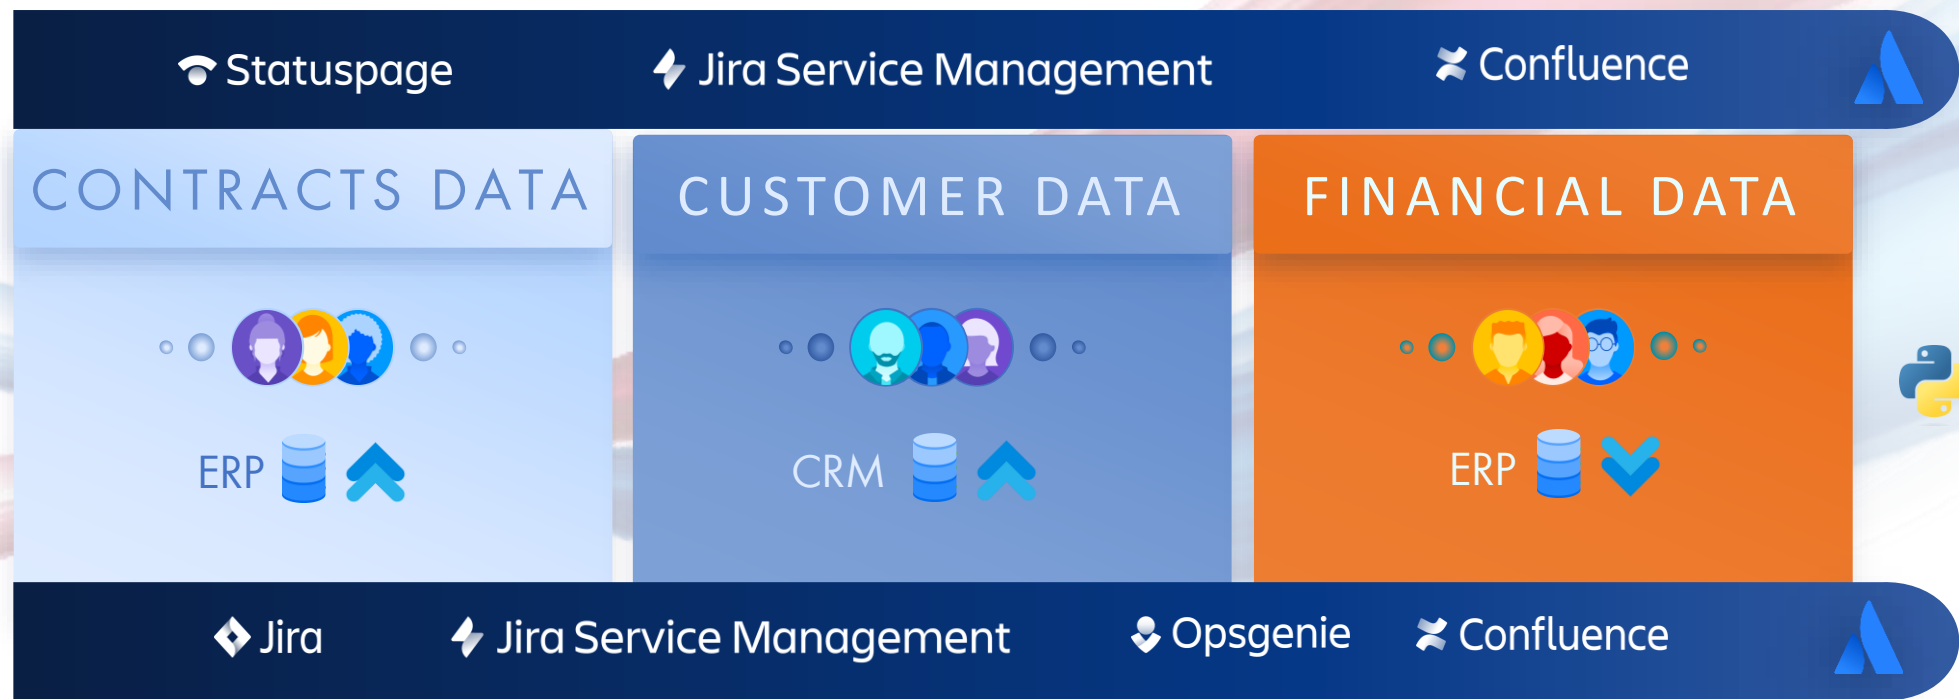 Statuspage Jira Service Management Confluence
CONTRACTS DATA CUSTOMER DATA FINANCIAL DATA
ERP CRM ERP
Jira Jira Service Management Opsgenie Confluence